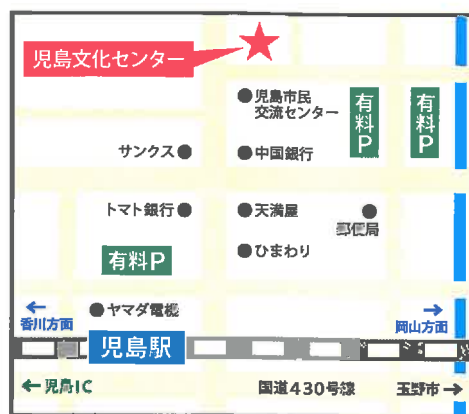 児島文化センター
児島市民
交流センター
有料P
有料P
サンクス
中国銀行
トマト銀行
天満屋
郵便局
ひまわり
有料P
←
香川方面
ヤマダ電機
→
岡山方面
児島駅
←児島IC
国道430号線
玉野市→